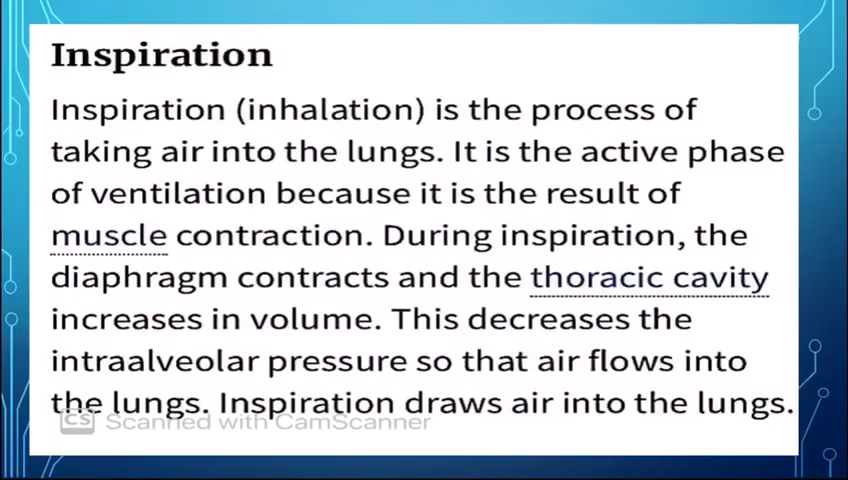 Inspiration
Inspiration (inhalation) is the process of
taking air into the lungs. It is the active phase
of ventilation because it is the result of
muscle contraction. During inspiration, the
diaphragm contracts and the thoracic cavity
increases in volume. This decreases the
intraalveolar pressure so that air flows into
the lungs. Inspiration draws air into the lungs.
CS Scanned with CamScanner